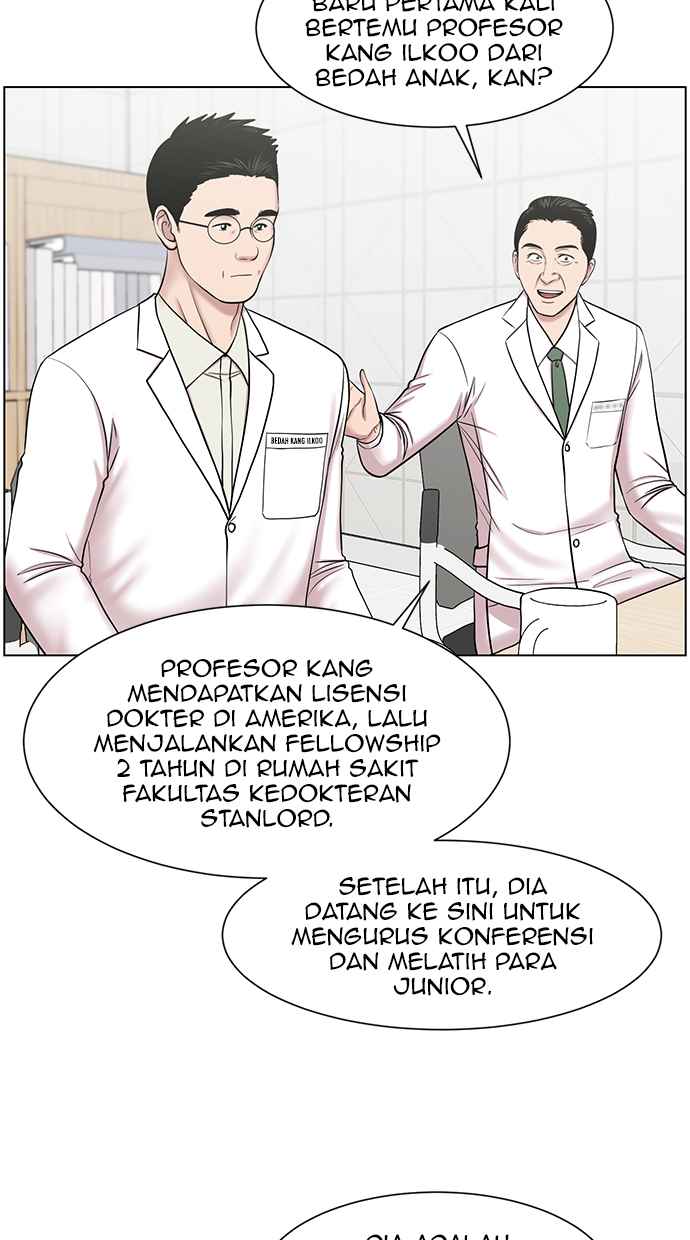 BARU PERTAMA KALI
BERTEMU PROFESOR
KANG ILKOO DARI
BEDAH ANAK, KAN?
BEDAH KANG ILKOO
PROFESOR KANG
MENDAPATKAN LISENSI
DOKTER DI AMERIKA, LALU
MENJALANKAN FELLOWSHIP
2 TAHUN DI RUMAH SAKIT
FAKULTAS KEDOKTERAN
STANLORD.
SETELAH ITU, DIA
DATANG KE SINI UNTUK
MENGURUS KONFERENSI
DAN MELATIH PARA
JUNIOR.
DIA ADALAH